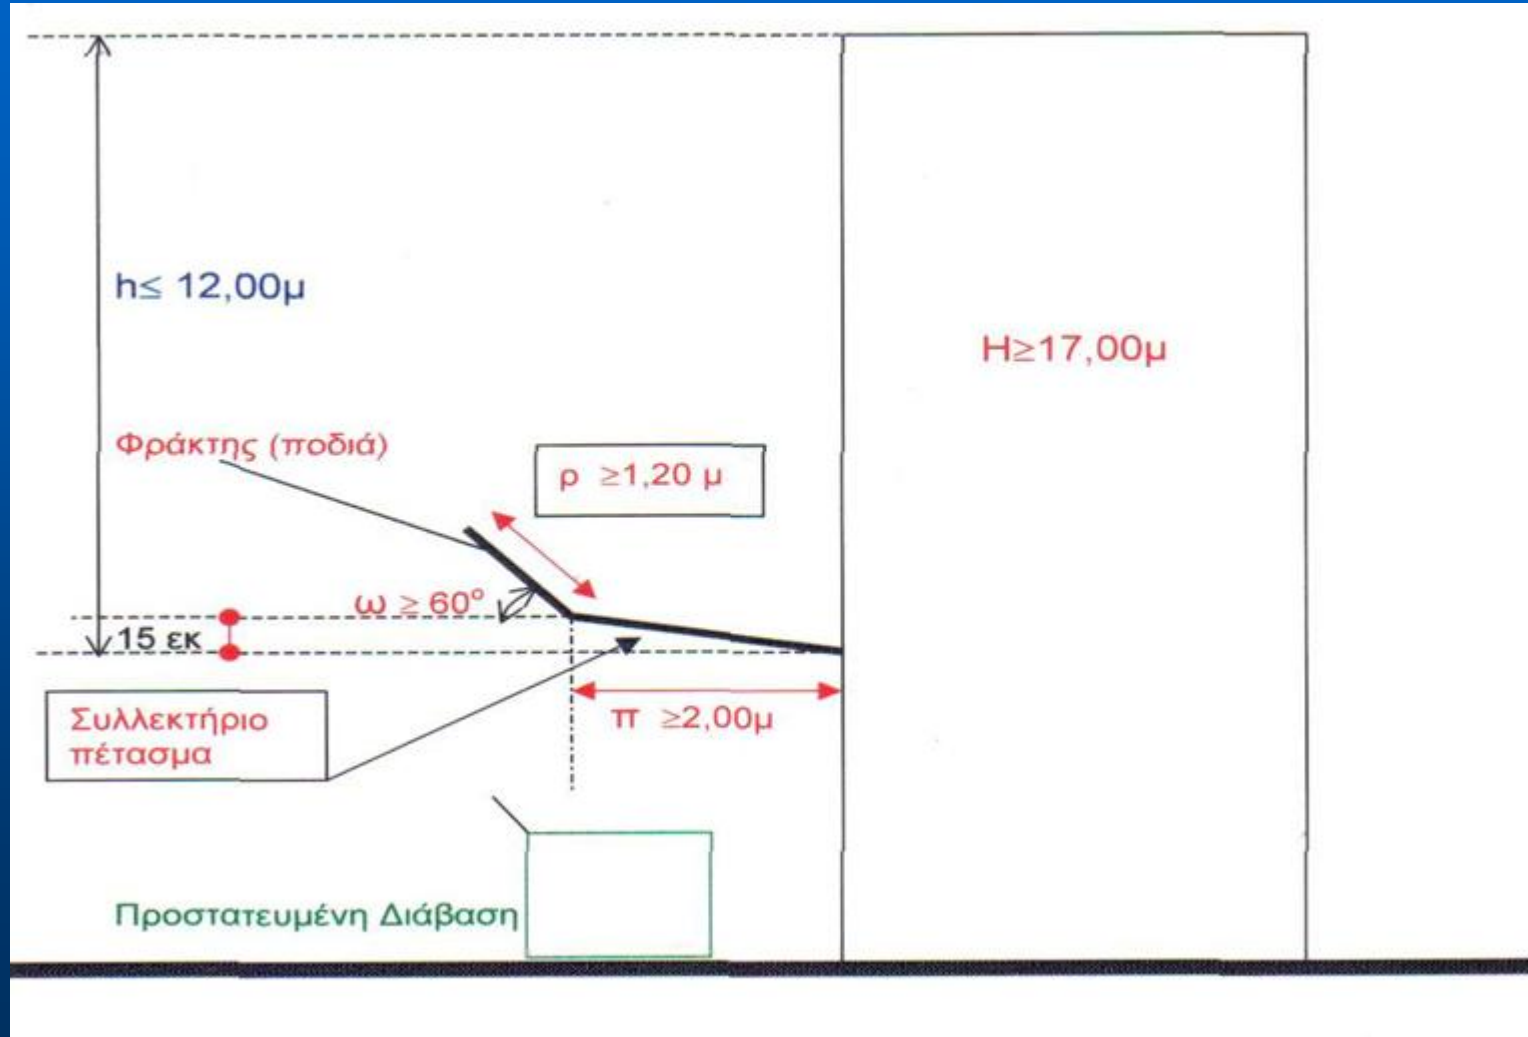 h≤ 12,00μ
H≥17,00μ
Φράκτης (ποδιά)
ρ ≥1,20 μ
ω ≥ 60°
15 εκ
Συλλεκτήριο
πέτασμα
π ≥2,00μ
Προστατευμένη Διάβαση